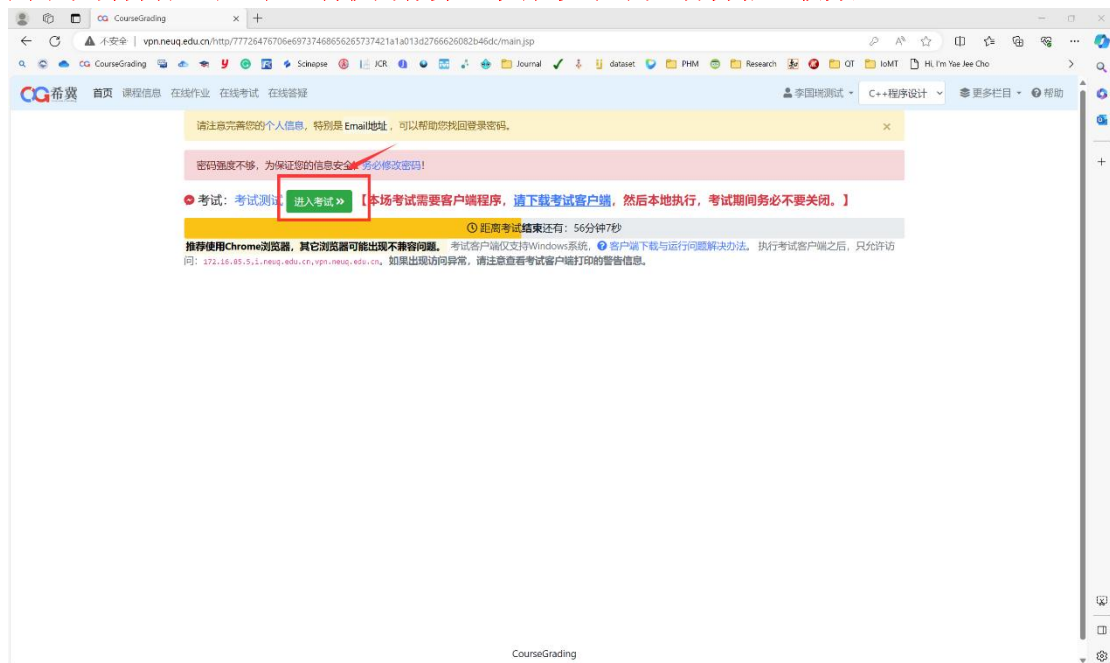 CourseGrading
不安全 | vpn.neuq.edu.cn/http/77726476706e69737468656265737421a1a013d2766626082b46dc/main.jsp
CourseGrading Scinapse JCR Journal dataset PHM Research QT IoMT Hi, I'm Yae Jee Cho
CG希冀 首页 课程信息 在线作业 在线考试 在线答疑 李国瑞测试 C++程序设计 更多栏目 帮助
请注意完善您的个人信息，特别是 Email地址，可以帮助您找回登录密码。
密码强度不够，为保证您的信息安全 务必修改密码！
考试：考试测试 进入考试 » 【本场考试需要客户端程序，请下载考试客户端，然后本地执行，考试期间务必不要关闭。】
距离考试结束还有：56分钟7秒
推荐使用Chrome浏览器，其它浏览器可能出现不兼容问题。 考试客户端仅支持Windows系统, 客户端下载与运行问题解决办法。 执行考试客户端之后，只允许访
问：172.16.85.5,i.neuq.edu.cn,vpn.neuq.edu.cn。如果出现访问异常，请注意查看考试客户端打印的警告信息。
CourseGrading